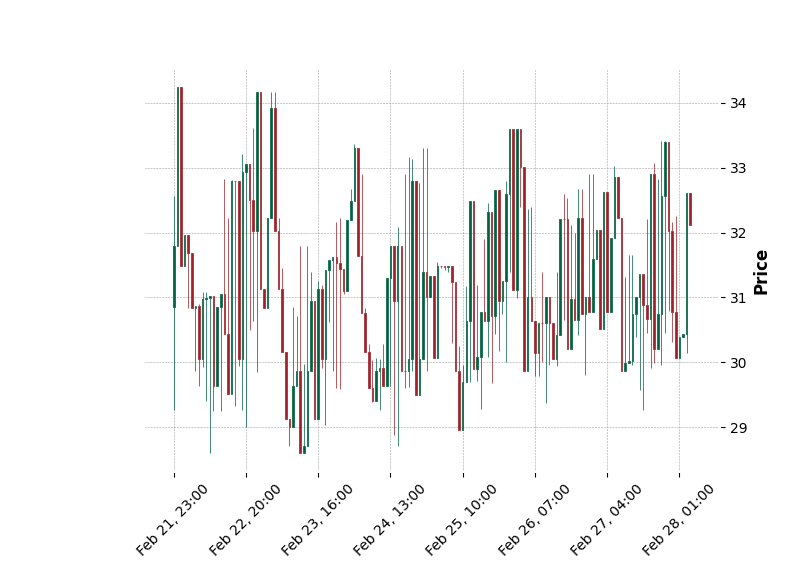 34
33
32
31
30
29
Price
Feb 21, 23:00
Feb 22, 20:00
Feb 23, 16:00
Feb 24, 13:00
Feb 25, 10:00
Feb 26, 07:00
Feb 27, 04:00
Feb 28, 01:00